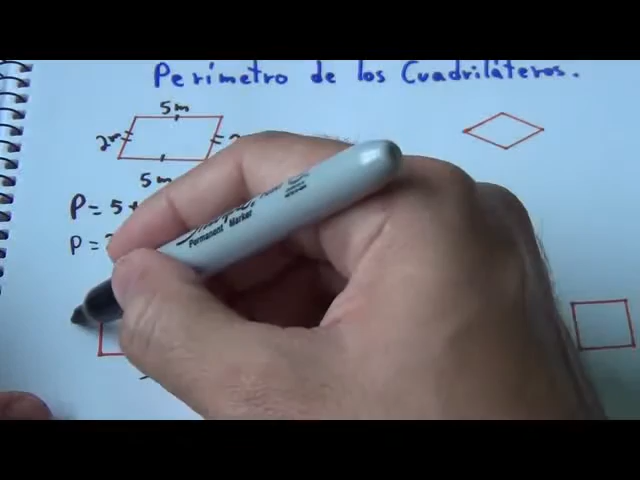 Perímetro de los Cuadriláteros.
5m
2m
5m
P= 5+
P=
Permanent Marker